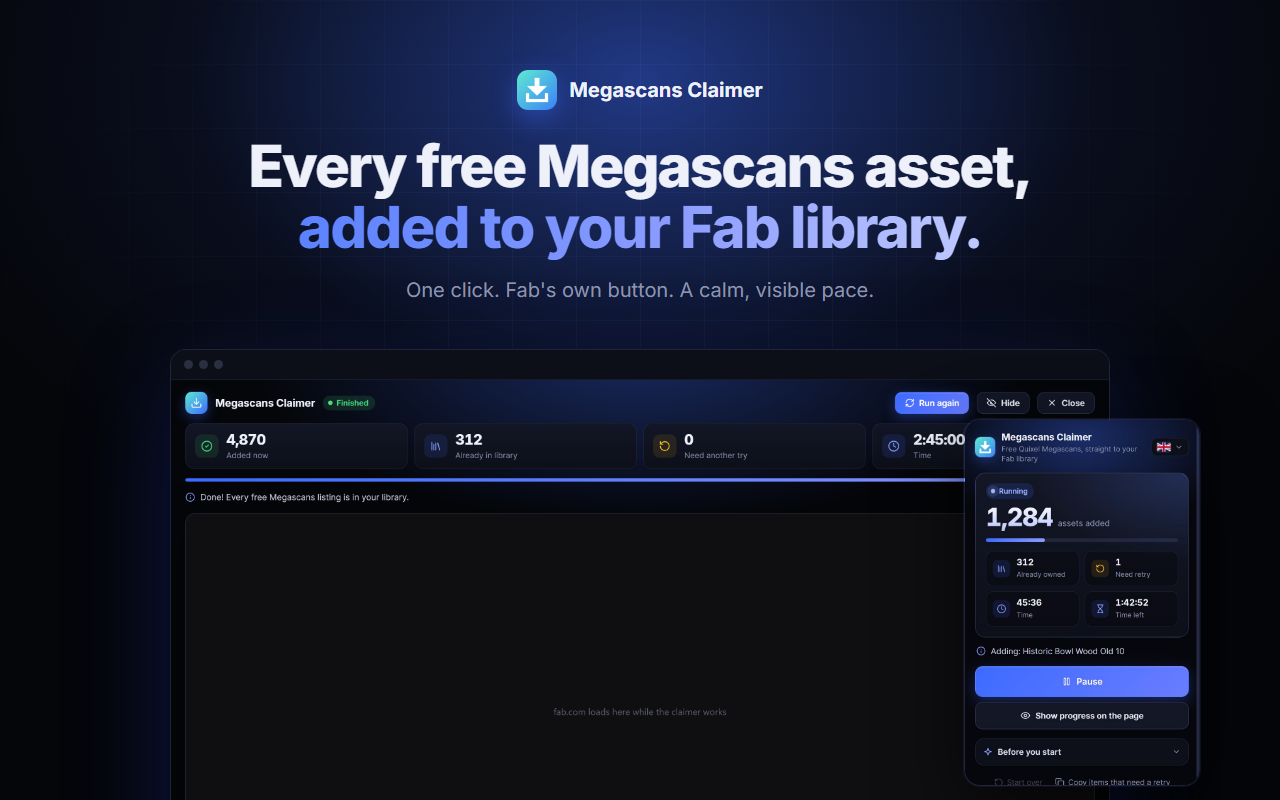 Megascans Claimer
Every free Megascans asset,
added to your Fab library.
One click. Fab's own button. A calm, visible pace.
Megascans Claimer
Finished
Run again
Hide
Close
4,870
Added now
312
Already in library
0
Need another try
2:45:00
Time
Done! Every free Megascans listing is in your library.
fab.com loads here while the claimer works
Megascans Claimer
Free Quixel Megascans, straight to your
Fab library
Running
1,284 assets added
312
Already owned
1
Need retry
45:36
Time
1:42:52
Time left
Adding: Historic Bowl Wood Old 10
Pause
Show progress on the page
Before you start
Start over
Copy items that need a retry